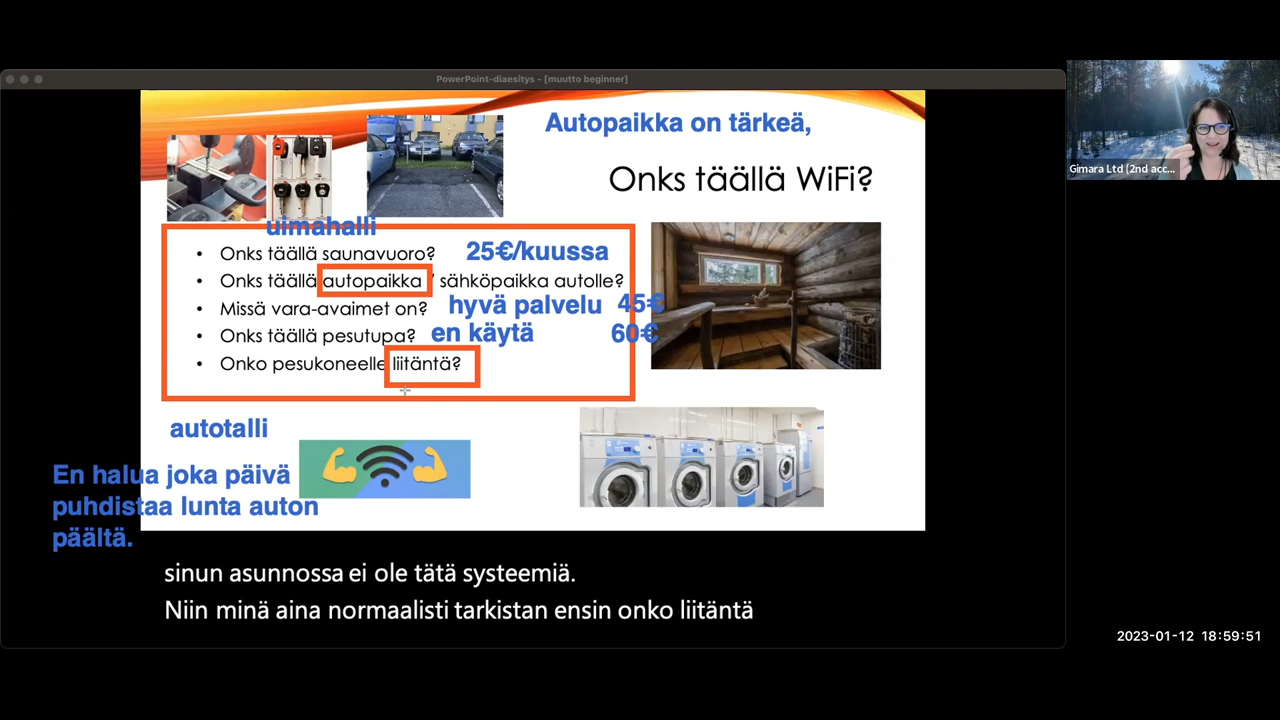 PowerPoint-diaesitys - [muutto beginner]
Autopaikka on tärkeä,
Onks täällä WiFi?
Gimara Ltd (2nd acc...
uimahalli
• Onks täällä saunavuoro? 25€/kuussa
• Onks täällä autopaikka / sähköpaikka autolle?
• Missä vara-avaimet on? hyvä palvelu 45€
• Onks täällä pesutupa? en käytä 60€
• Onko pesukoneelle liitäntä?
autotalli
En halua joka päivä
puhdistaa lunta auton
päältä.
sinun asunnossa ei ole tätä systeemiä.
Niin minä aina normaalisti tarkistan ensin onko liitäntä
2023-01-12 18:59:51